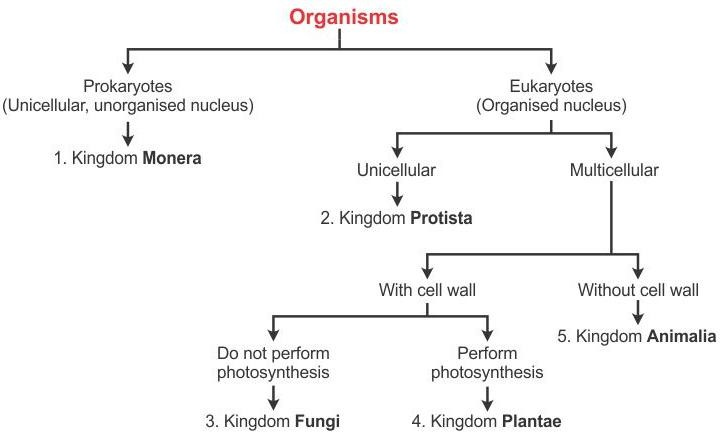 Organisms
Prokaryotes
(Unicellular, unorganised nucleus)
Eukaryotes
(Organised nucleus)
1. Kingdom Monera
Unicellular
Multicellular
2. Kingdom Protista
With cell wall
Without cell wall
5. Kingdom Animalia
Do not perform
photosynthesis
Perform
photosynthesis
3. Kingdom Fungi
4. Kingdom Plantae